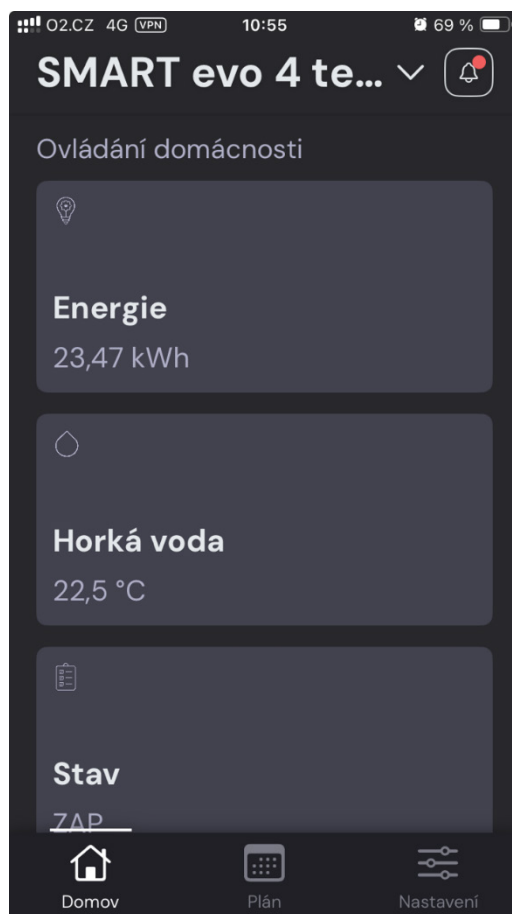 O2.CZ 4G VPN 10:55 69 %
SMART evo 4 te...
Ovládání domácnosti
Energie
23,47 kWh
Horká voda
22,5 °C
Stav
ZAP
Domov Plán Nastavení